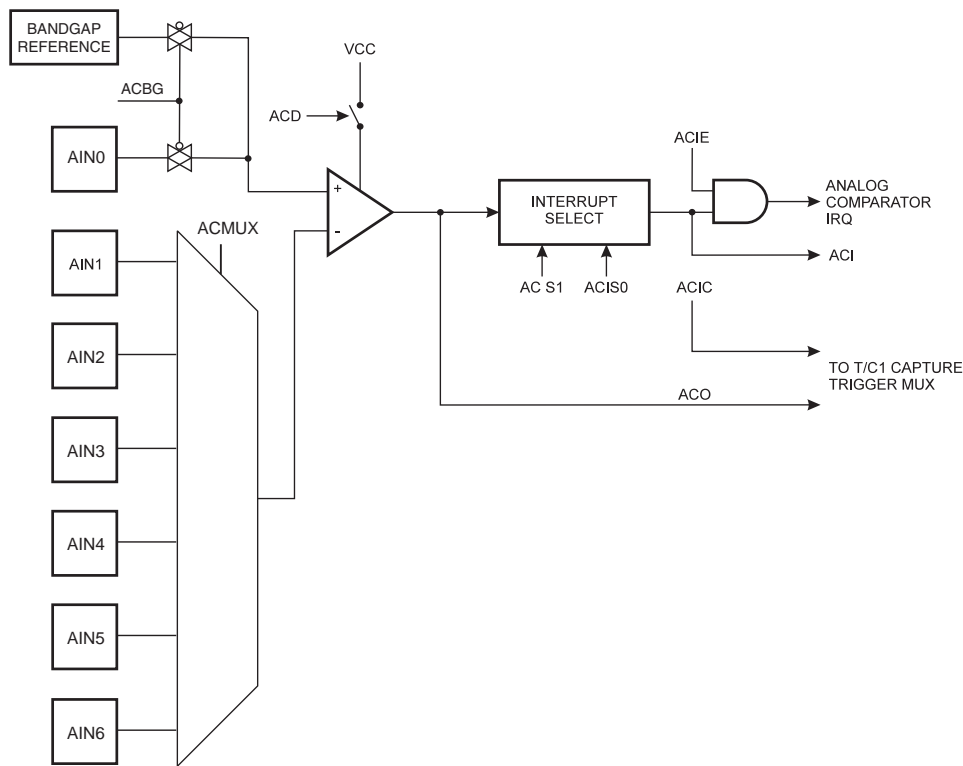 BANDGAP
REFERENCE
ACBG
AIN0
VCC
ACD
+
-
ACMUX
AIN1
AIN2
AIN3
AIN4
AIN5
AIN6
INTERRUPT
SELECT
AC S1
ACIS0
ACIE
ANALOG
COMPARATOR
IRQ
ACI
ACIC
TO T/C1 CAPTURE
TRIGGER MUX
ACO